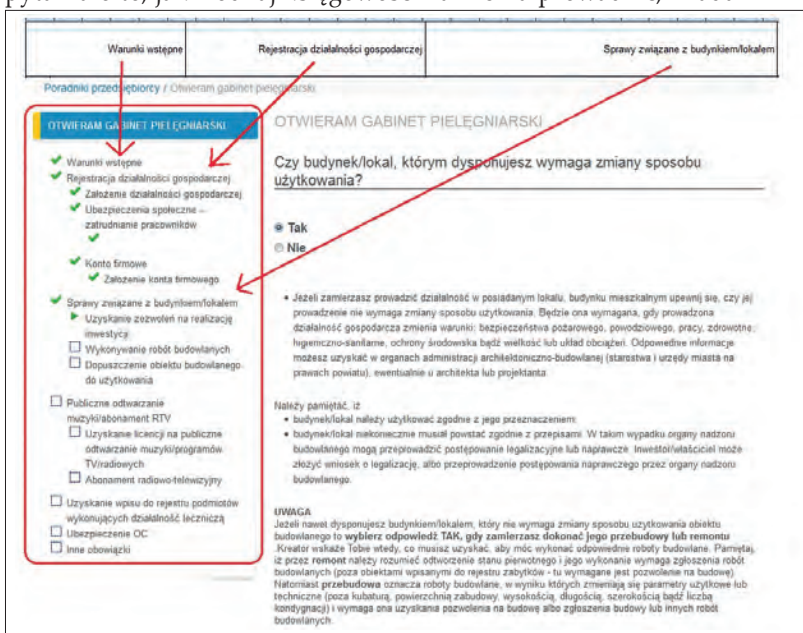 Warunki wstępne
Rejestracja działalności gospodarczej
Sprawy związane z budynkiem/lokalem
Poradniki przedsiębiorcy / Otwieram gabinet pielęgniarski
OTWIERAM GABINET PIELĘGNIARSKI
Warunki wstępne
Rejestracja działalności gospodarczej
Założenie działalności gospodarczej
Ubezpieczenia społeczne –
zatrudnianie pracowników
Konto firmowe
Założenie konta firmowego
Sprawy związane z budynkiem/lokalem
Uzyskanie zezwoleń na realizację
inwestycji
Wykonywanie robót budowlanych
Dopuszczenie obiektu budowlanego
do użytkowania
Publiczne odtwarzanie
muzyki/abonament RTV
Uzyskanie licencji na publiczne
odtwarzanie muzyki/programów
TV/radiowych
Abonament radiowo-telewizyjny
Uzyskanie wpisu do rejestru podmiotów
wykonujących działalność leczniczą
Ubezpieczenie OC
Inne obowiązki
OTWIERAM GABINET PIELĘGNIARSKI
Czy budynek/lokal, którym dysponujesz wymaga zmiany sposobu
użytkowania?
Tak
Nie
• Jeżeli zamierzasz prowadzić działalność w posiadanym lokalu, budynku mieszkalnym upewnij się, czy jej
prowadzenie nie wymaga zmiany sposobu użytkowania. Będzie ona wymagana, gdy prowadzona
działalność gospodarcza zmienia warunki: bezpieczeństwa pożarowego, powodziowego, pracy, zdrowotne,
higieniczno-sanitarne, ochrony środowiska bądź wielkość lub układ obciążeń. Odpowiednie informacje
możesz uzyskać w organach administracji architektoniczno-budowlanej (starostwa i urzędy miasta na
prawach powiatu), ewentualnie u architekta lub projektanta.
Należy pamiętać, iż
• budynek/lokal należy użytkować zgodnie z jego przeznaczeniem
• budynek/lokal niekoniecznie musiał powstać zgodnie z przepisami. W takim wypadku organy nadzoru
budowlanego mogą przeprowadzić postępowanie legalizacyjne lub naprawcze. Inwestor/właściciel może
złożyć wniosek o legalizację, albo przeprowadzenie postępowania naprawczego przez organy nadzoru
budowlanego.
UWAGA
Jeżeli nawet dysponujesz budynkiem/lokalem, który nie wymaga zmiany sposobu użytkowania obiektu
budowlanego to wybierz odpowiedź TAK, gdy zamierzasz dokonać jego przebudowy lub remontu
.Kreator wskaże Tobie wtedy, co musisz uzyskać, aby móc wykonać odpowiednie roboty budowlane. Pamiętaj,
iż przez remont należy rozumieć odtworzenie stanu pierwotnego i jego wykonanie wymaga zgłoszenia robót
budowlanych (poza obiektami wpisanymi do rejestru zabytków - tu wymagane jest pozwolenie na budowę).
Natomiast przebudowa oznacza roboty budowlane, w wyniku których zmieniają się parametry użytkowe lub
techniczne (poza kubaturą, powierzchnią zabudowy, wysokością, długością, szerokością bądź liczbą
kondygnacji) i wymaga ona uzyskania pozwolenia na budowę albo zgłoszenia budowy lub innych robót
budowlanych.